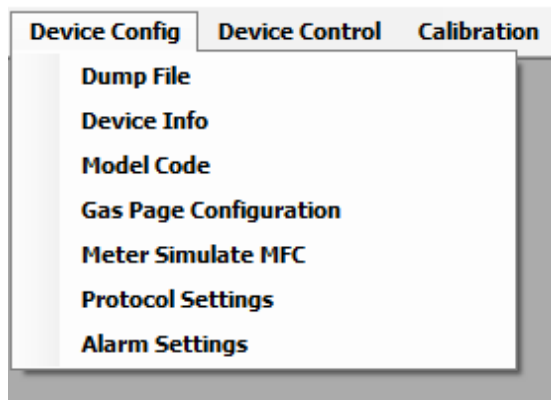 Device Config Device Control Calibration
Dump File
Device Info
Model Code
Gas Page Configuration
Meter Simulate MFC
Protocol Settings
Alarm Settings